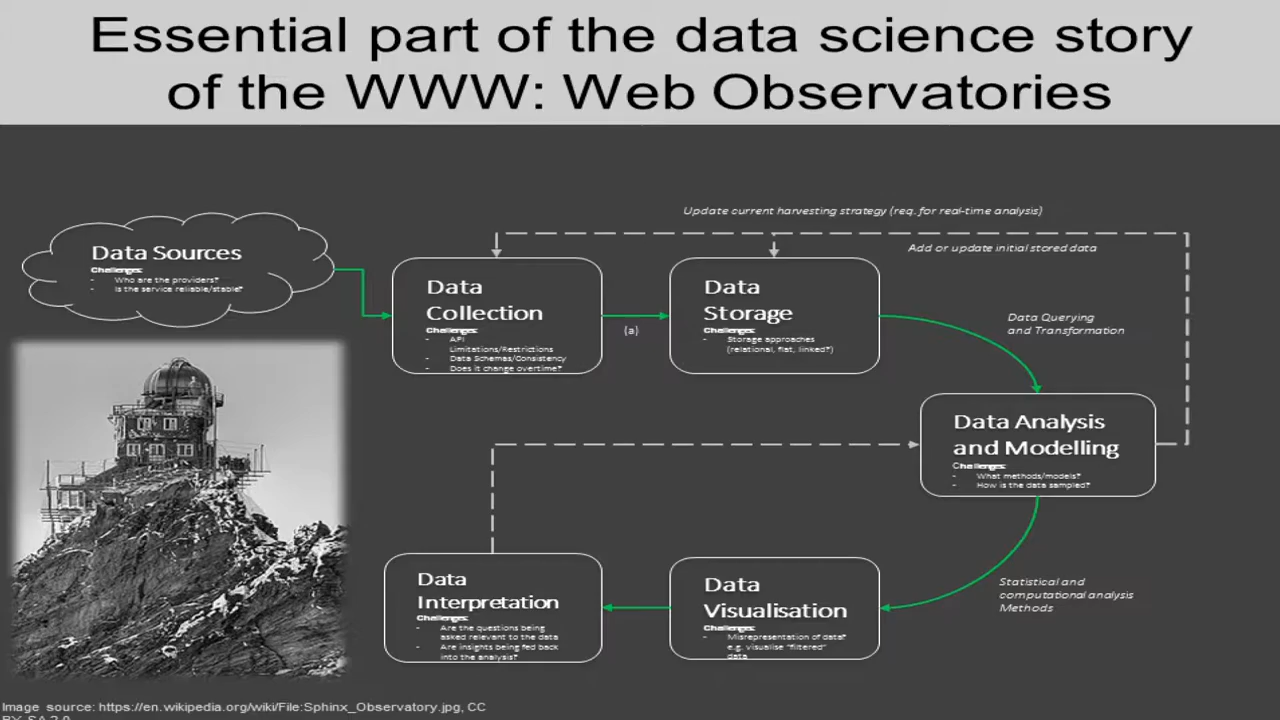 Essential part of the data science story
of the WWW: Web Observatories
Update current harvesting strategy (req. for real-time analysis)
Add or update initial stored data
Data Sources
Challenges:
- Who are the providers?
- Is the service reliable/stable?
Data
Collection
Challenges:
- API
Limitations/Restrictions
- Data Schemas/Consistency
- Does it change overtime?
(a)
Data
Storage
Challenges:
- Storage approaches
(relational, flat, linked?)
Data Querying
and Transformation
Data Analysis
and Modelling
Challenges:
- What methods/models?
- How is the data sampled?
Statistical and
computational analysis
Methods
Data
Visualisation
Challenges:
- Misrepresentation of data?
e.g. visualise "filtered"
data
Data
Interpretation
Challenges:
- Are the questions being
asked relevant to the data
- Are insights being fed back
into the analysis?
Image source: https://en.wikipedia.org/wiki/File:Sphinx_Observatory.jpg, CC
BY-SA 2.0